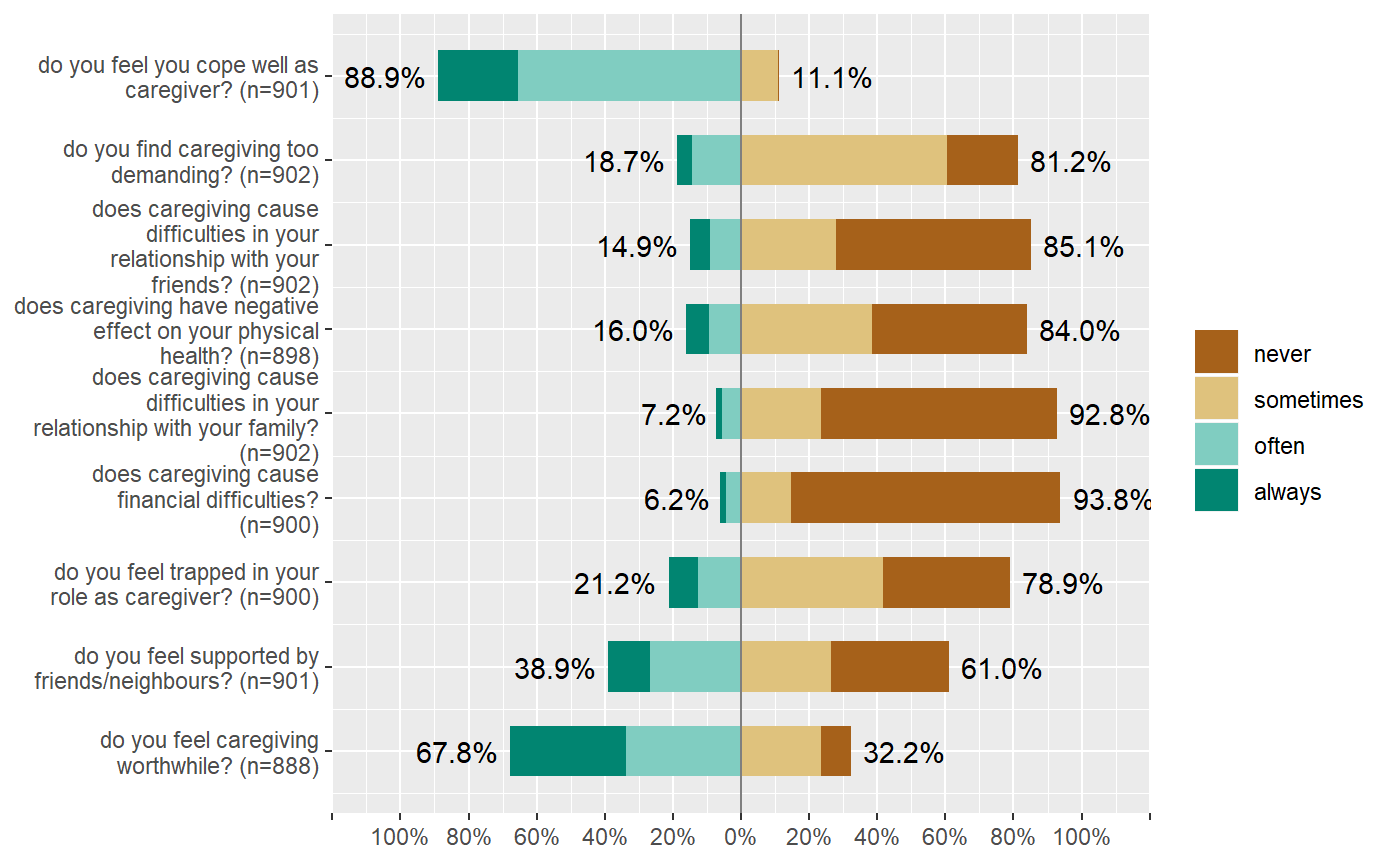 do you feel you cope well as
caregiver? (n=901)
88.9%
11.1%
do you find caregiving too
demanding? (n=902)
18.7%
81.2%
does caregiving cause
difficulties in your
relationship with your
friends? (n=902)
14.9%
85.1%
does caregiving have negative
effect on your physical
health? (n=898)
16.0%
84.0%
does caregiving cause
difficulties in your
relationship with your family?
(n=902)
7.2%
92.8%
does caregiving cause
financial difficulties?
(n=900)
6.2%
93.8%
do you feel trapped in your
role as caregiver? (n=900)
21.2%
78.9%
do you feel supported by
friends/neighbours? (n=901)
38.9%
61.0%
do you feel caregiving
worthwhile? (n=888)
67.8%
32.2%
100% 80% 60% 40% 20% 0% 20% 40% 60% 80% 100%
never
sometimes
often
always